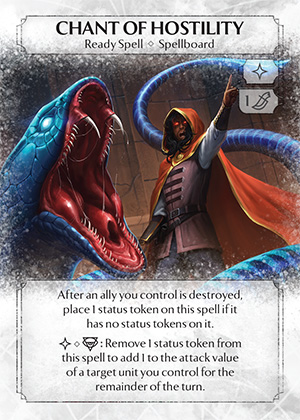 CHANT OF HOSTILITY
Ready Spell ◇ Spellboard
1
After an ally you control is destroyed,
place 1 status token on this spell if it
has no status tokens on it.
: Remove 1 status token from
this spell to add 1 to the attack value
of a target unit you control for the
remainder of the turn.